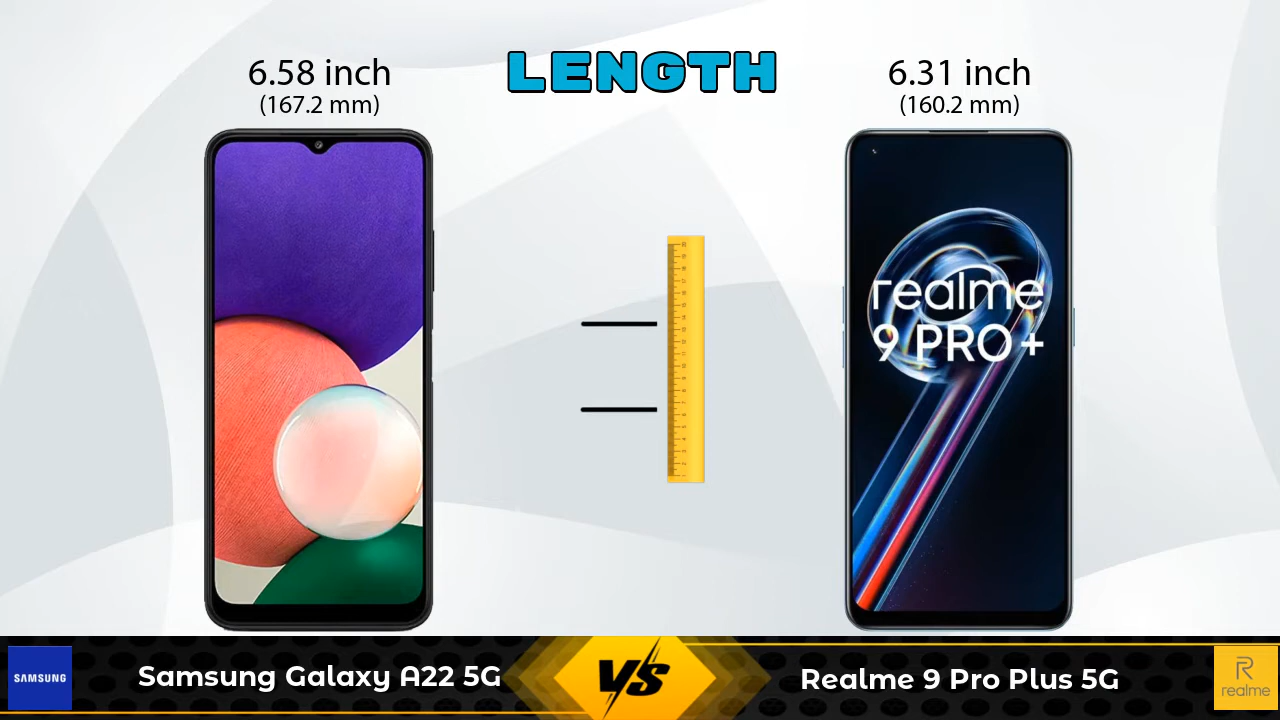 LENGTH
6.58 inch
(167.2 mm)
6.31 inch
(160.2 mm)
realme
9 PRO+
SAMSUNG
Samsung Galaxy A22 5G
VS
Realme 9 Pro Plus 5G
R
realme